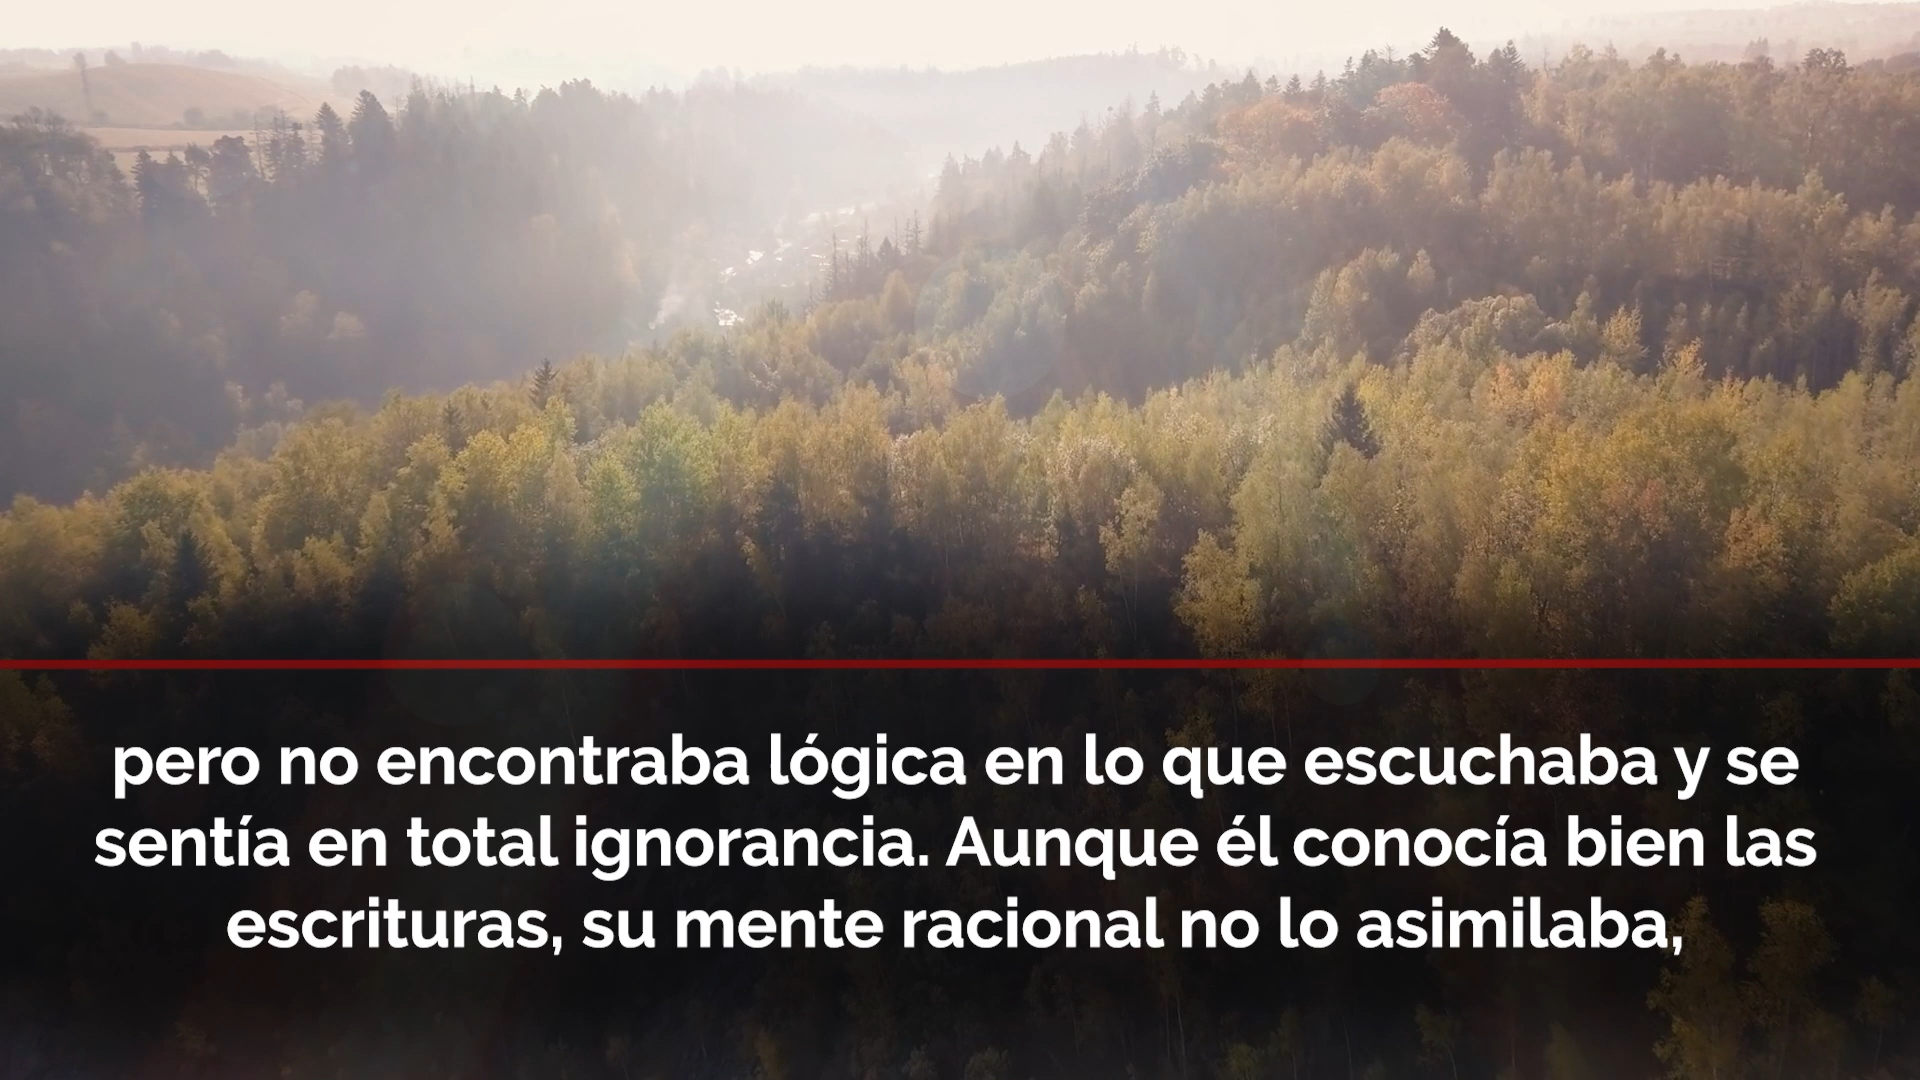 pero no encontraba lógica en lo que escuchaba y se
sentía en total ignorancia. Aunque él conocía bien las
escrituras, su mente racional no lo asimilaba,